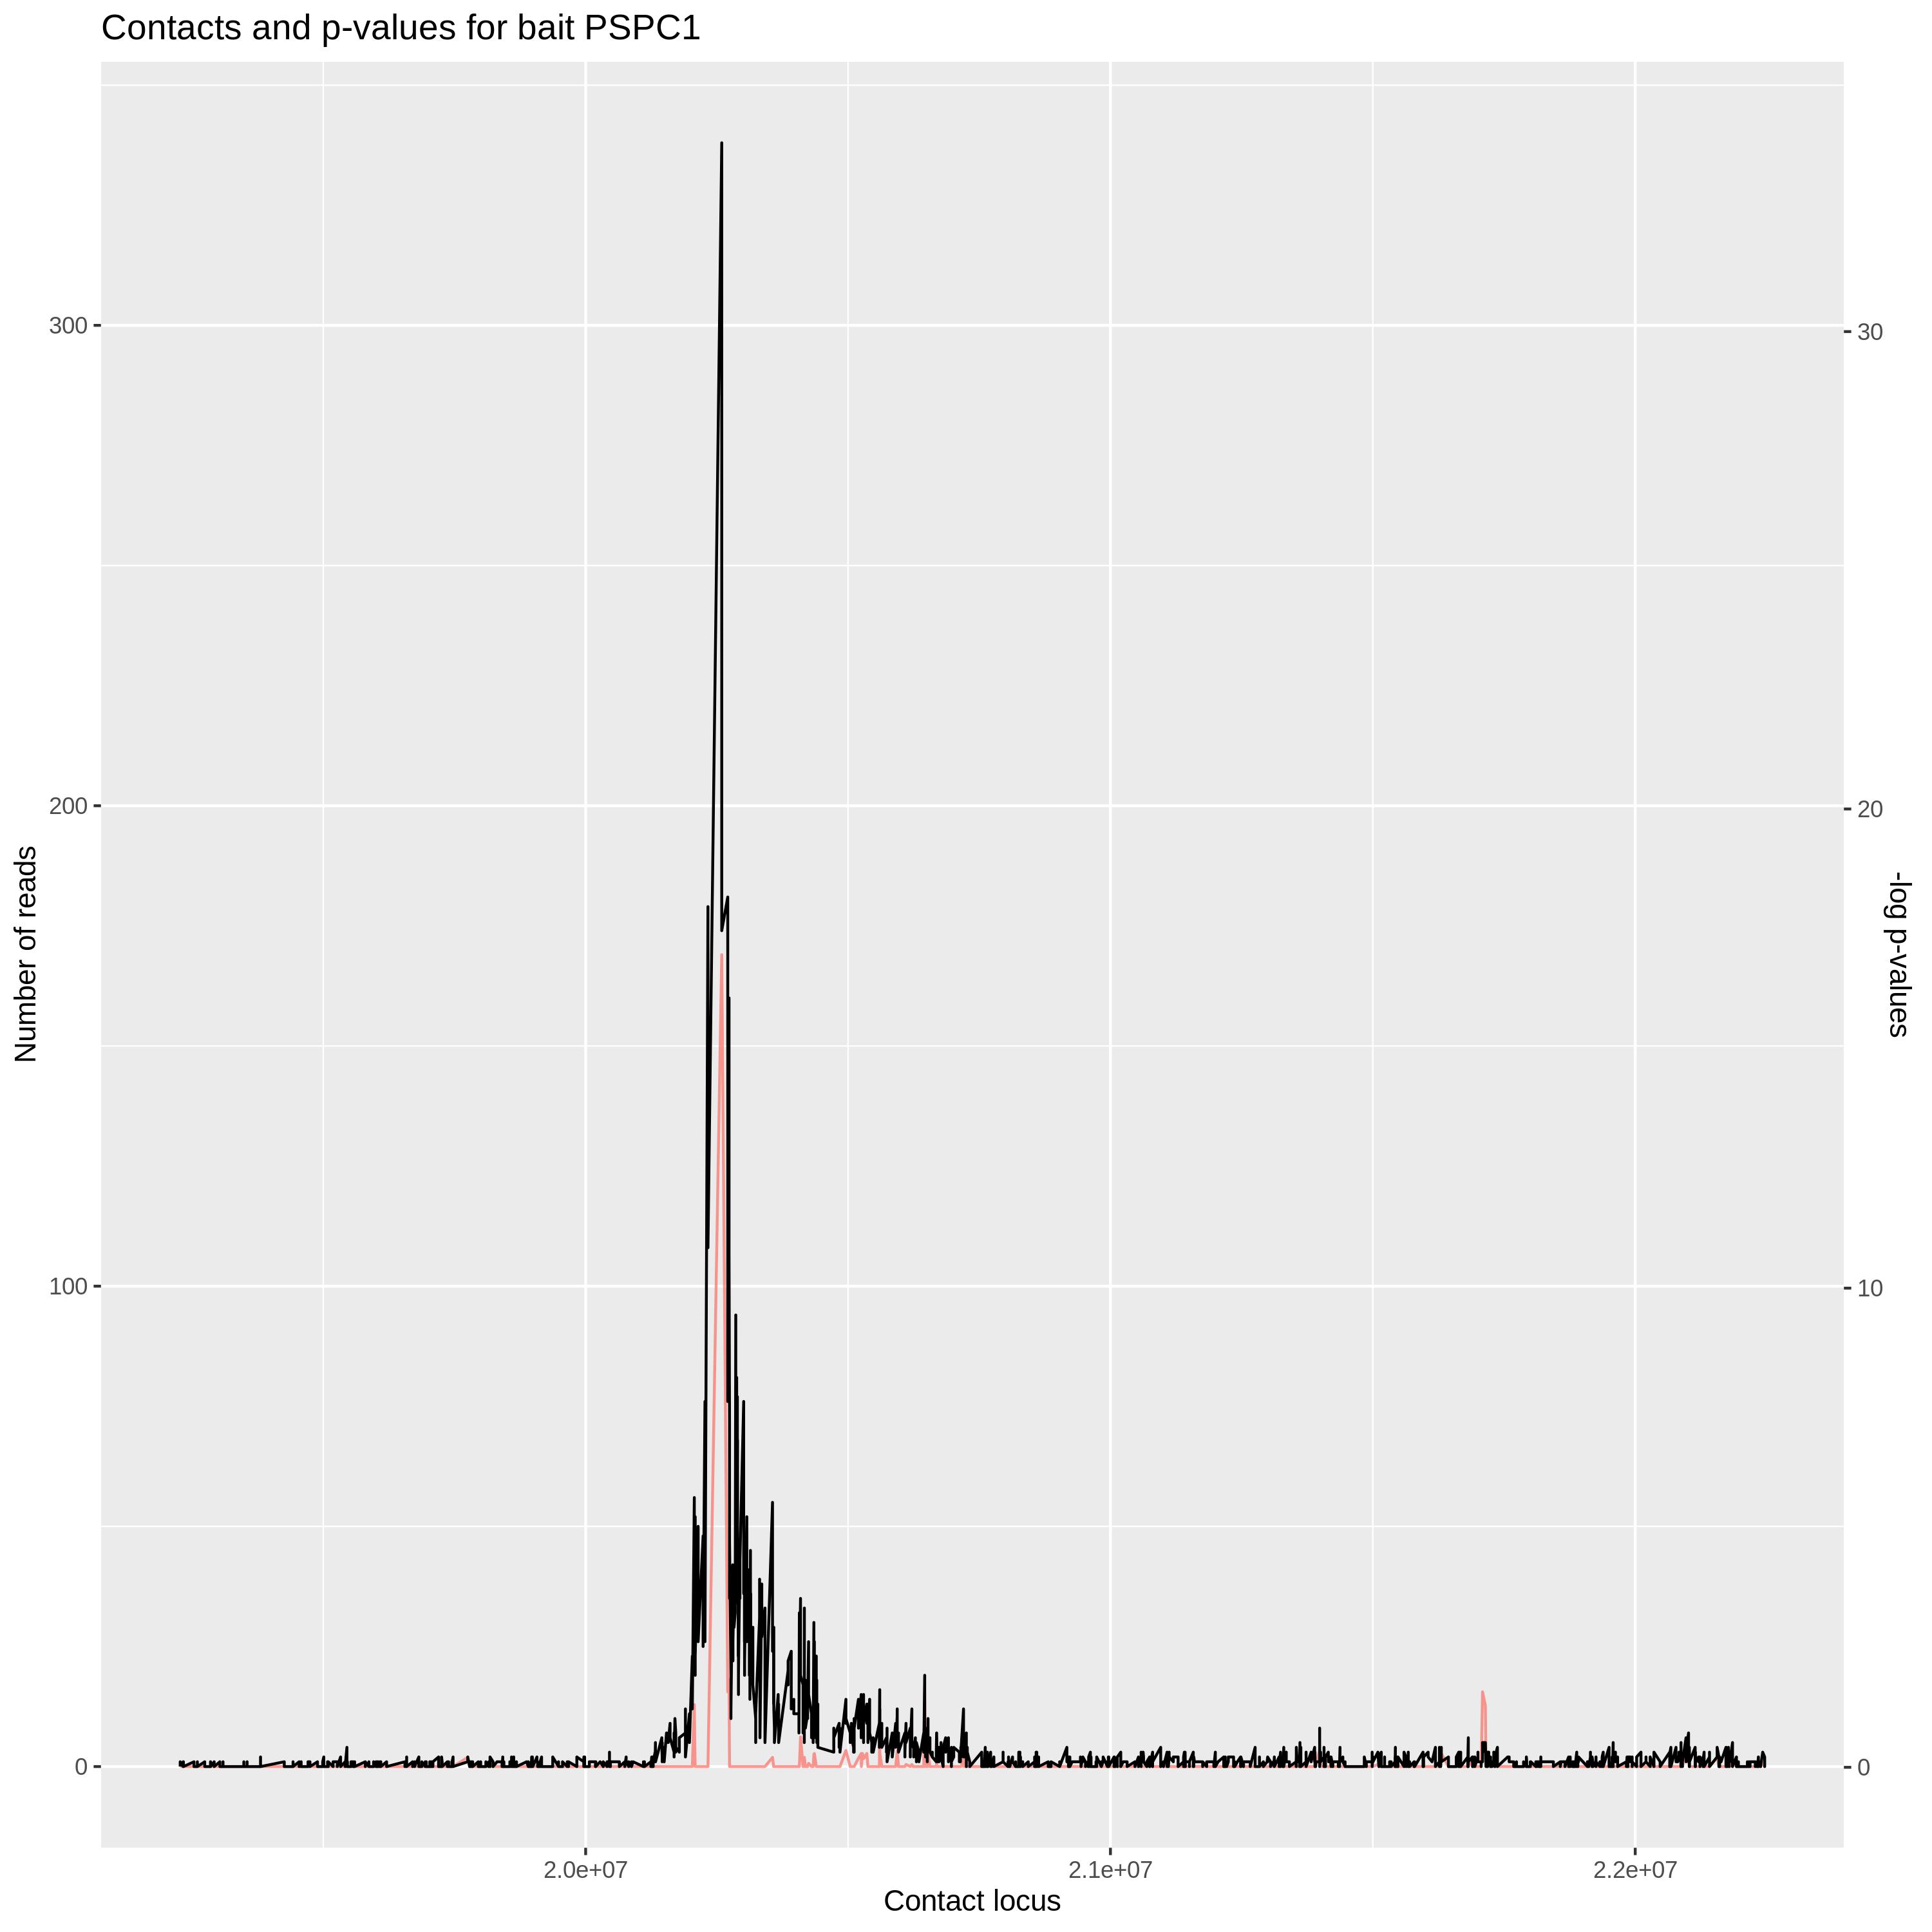 Contacts and p-values for bait PSPC1
300
200
100
0
Number of reads
30
20
10
0
-log p-values
2.0e+07
2.1e+07
2.2e+07
Contact locus